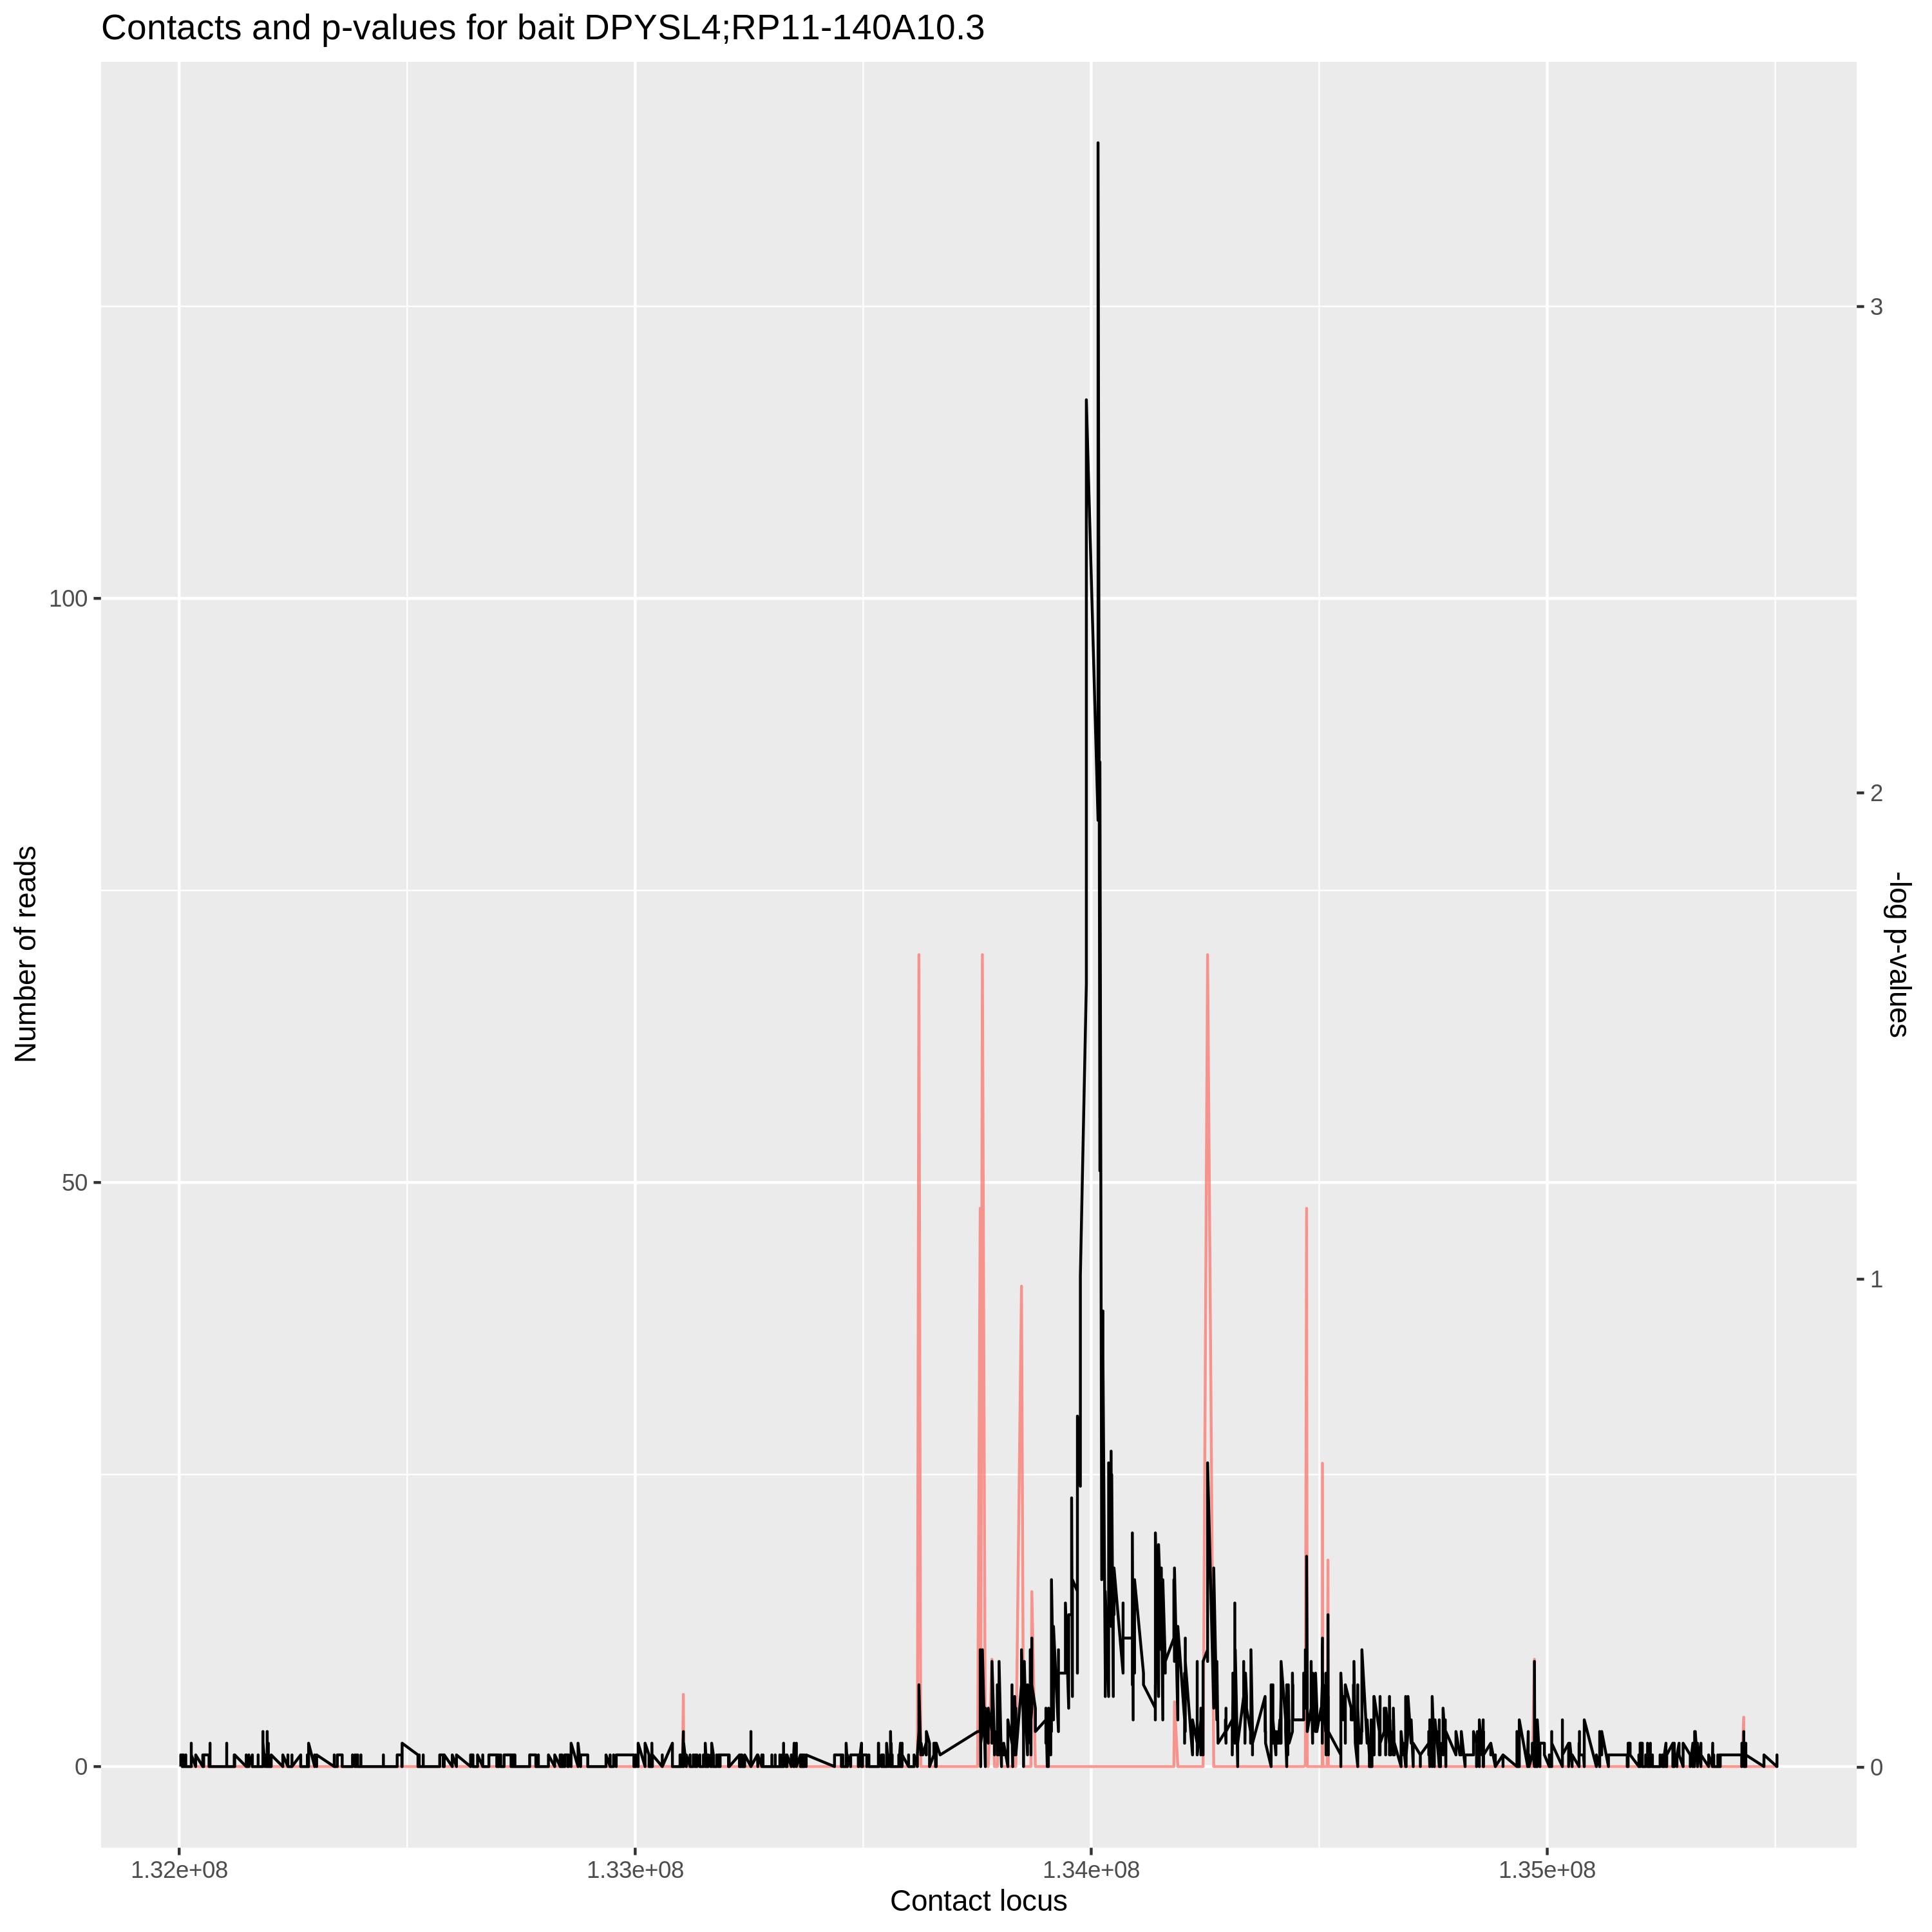 Contacts and p-values for bait DPYSL4;RP11-140A10.3
Number of reads
100
50
0
3
2
1
0
-log p-values
1.32e+08
1.33e+08
1.34e+08
1.35e+08
Contact locus